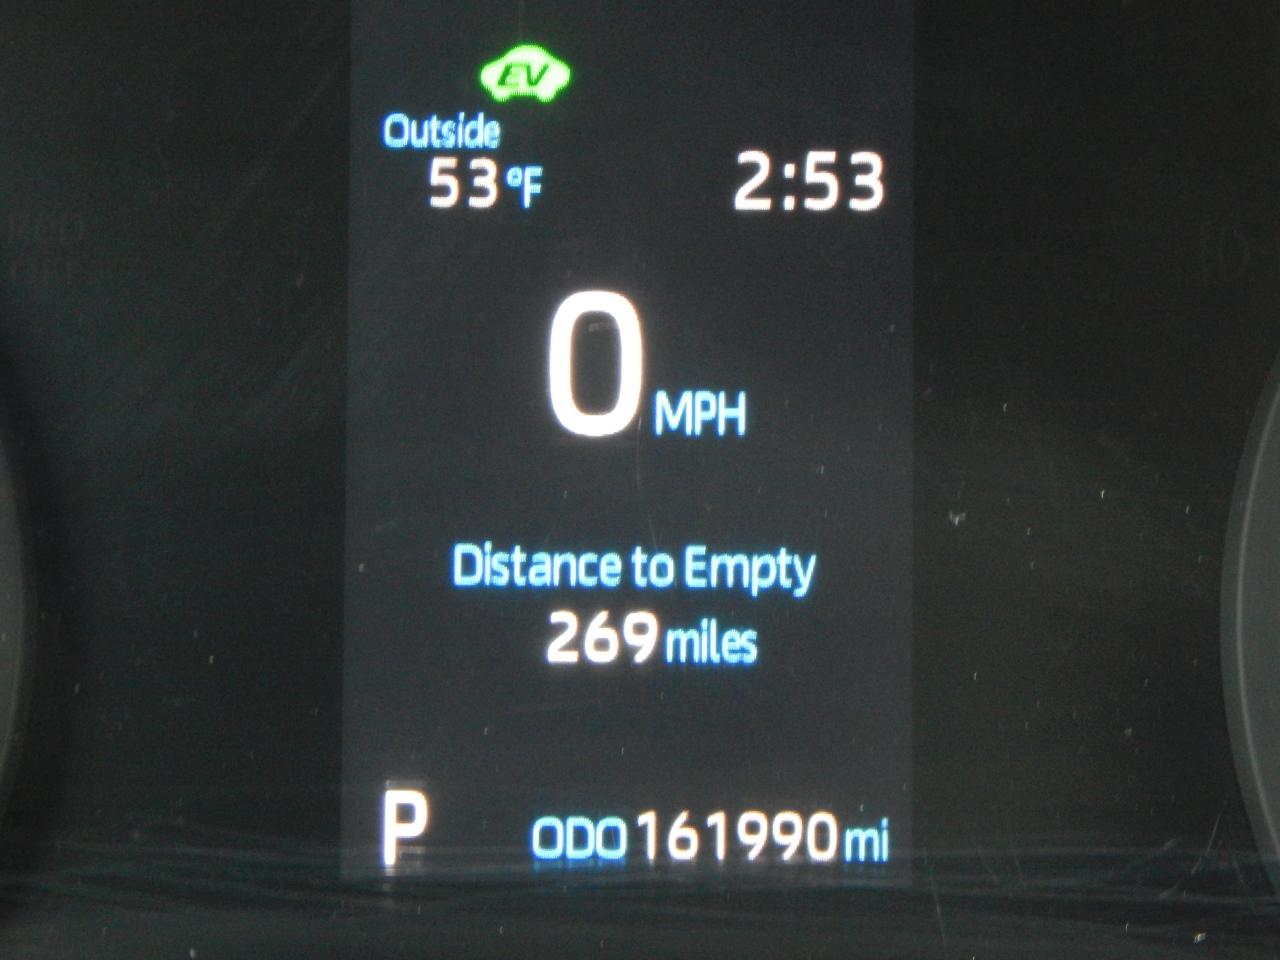 EV
Outside
53 °F 2:53
0 MPH
Distance to Empty
269 miles
P ODO 161990 mi